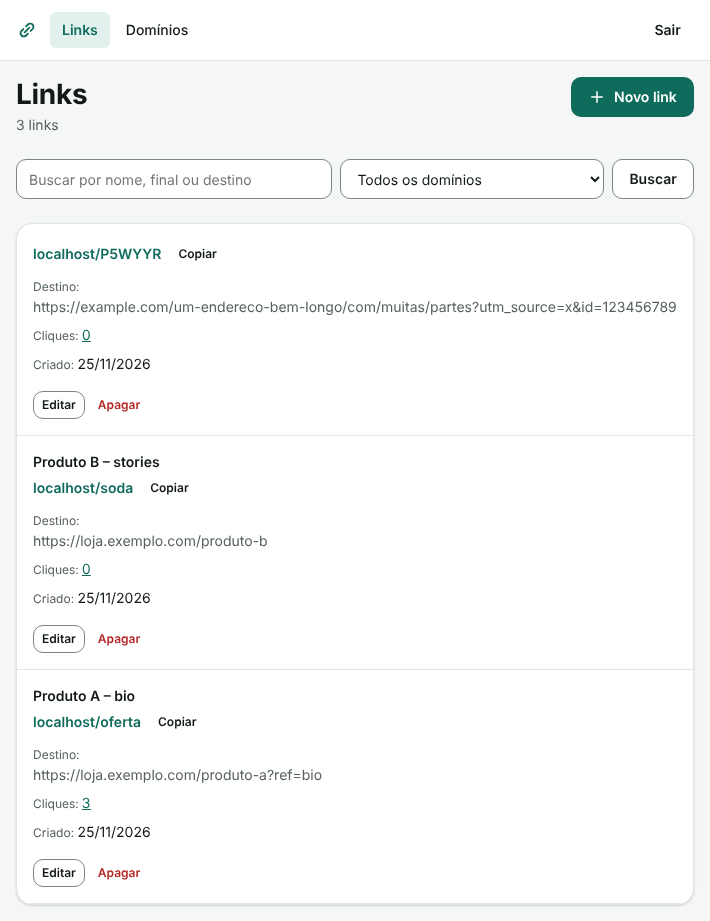 Links Domínios Sair
Links
Novo link
3 links
Buscar por nome, final ou destino Todos os domínios Buscar
localhost/P5WYYR Copiar
Destino:
https://example.com/um-endereco-bem-longo/com/muitas/partes?utm_source=x&id=123456789
Cliques: 0
Criado: 25/11/2026
Editar Apagar
Produto B – stories
localhost/soda Copiar
Destino:
https://loja.exemplo.com/produto-b
Cliques: 0
Criado: 25/11/2026
Editar Apagar
Produto A – bio
localhost/oferta Copiar
Destino:
https://loja.exemplo.com/produto-a?ref=bio
Cliques: 3
Criado: 25/11/2026
Editar Apagar